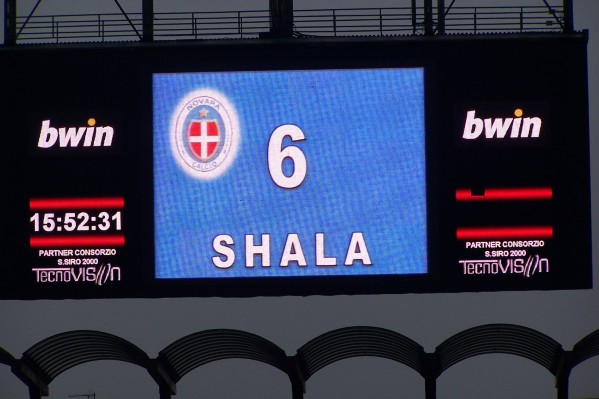 bwin
15:52:31
PARTNER CONSORZIO
S.SIRO 2000
TECNOVISION
NOVARA
CALCIO
6
SHALA
bwin
PARTNER CONSORZIO
S.SIRO 2000
TECNOVISION